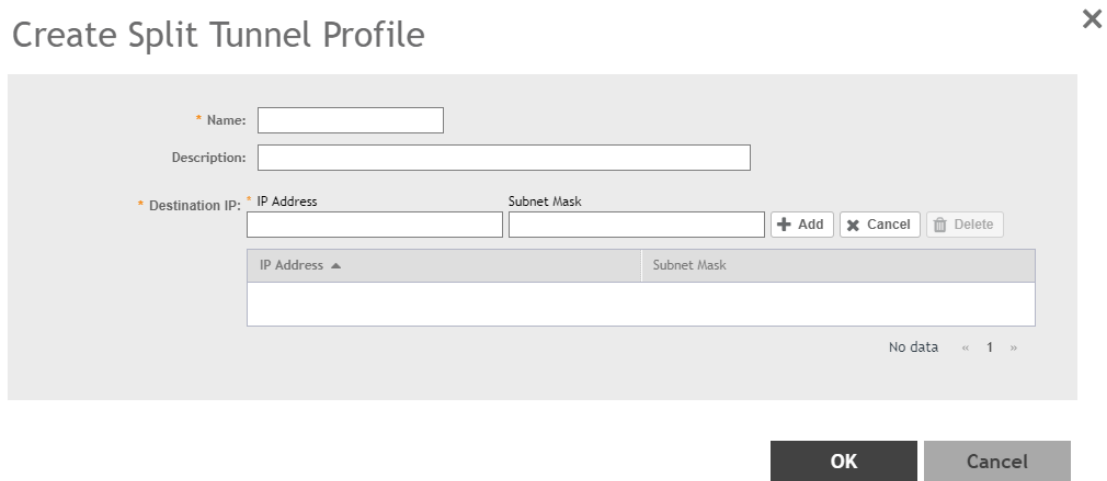 Create Split Tunnel Profile
* Name:
Description:
* Destination IP: * IP Address Subnet Mask
+ Add × Cancel Delete
IP Address ▲ Subnet Mask
No data « 1 »
OK Cancel